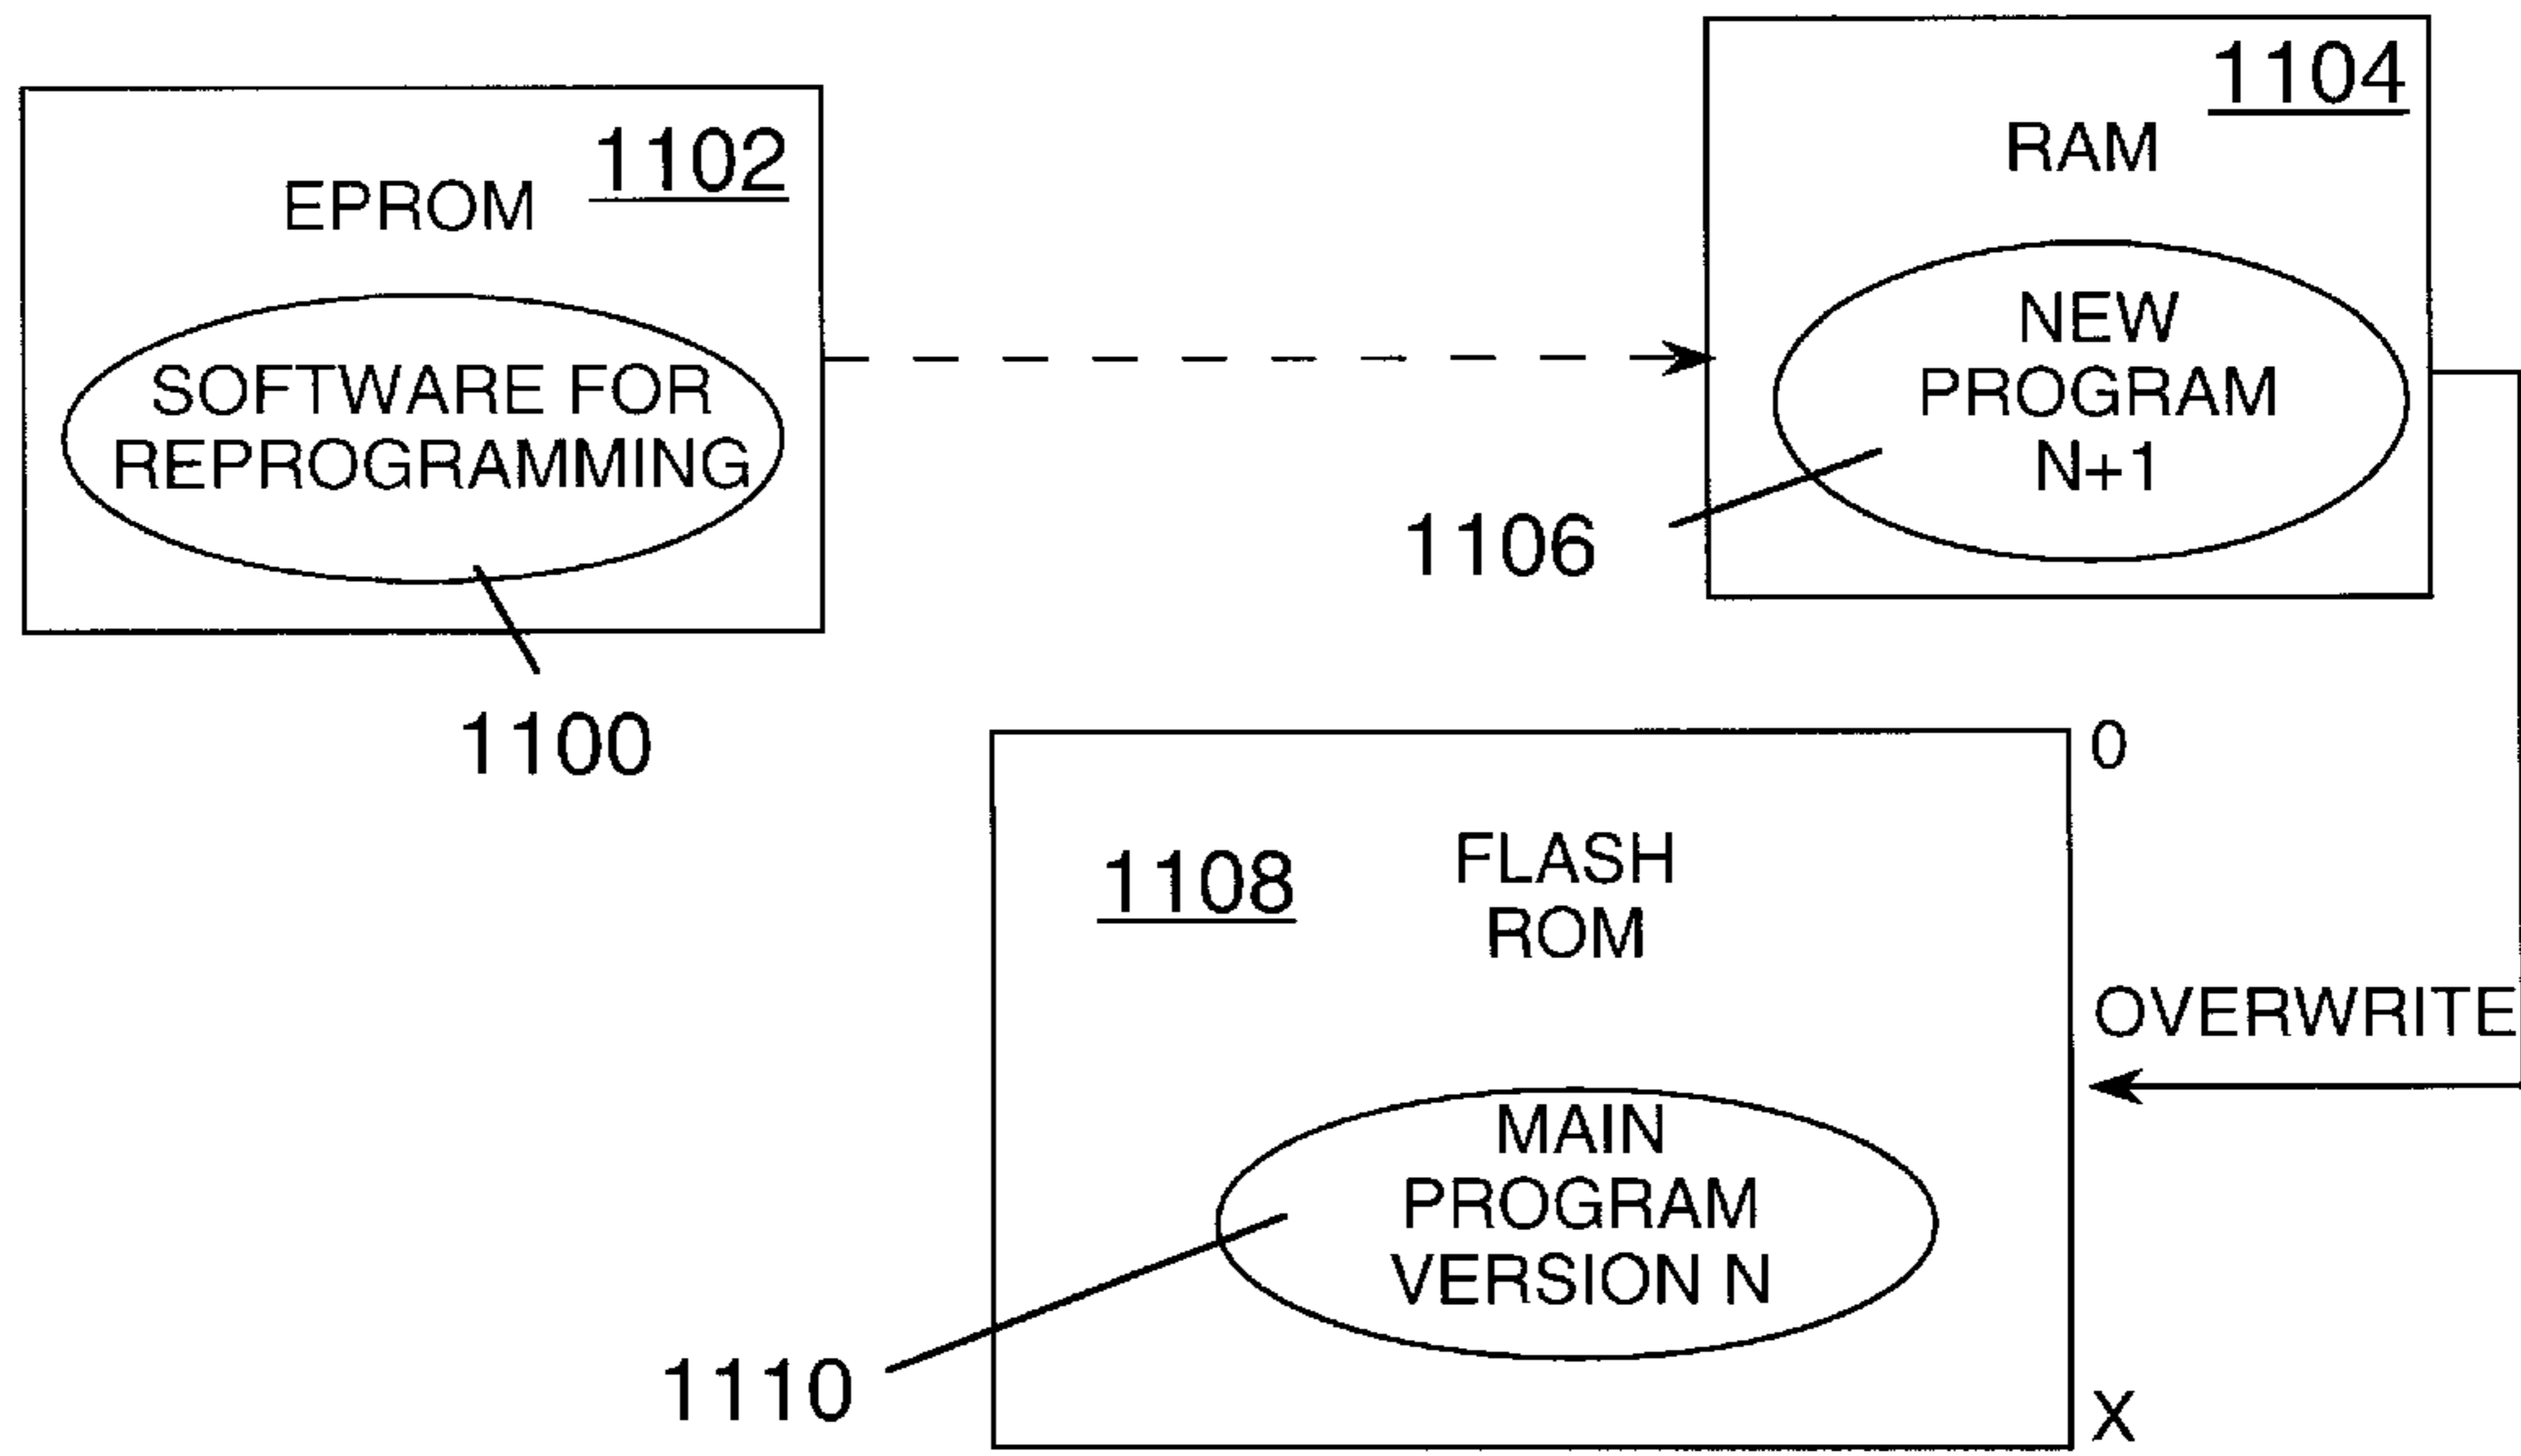 1102
EPROM
SOFTWARE FOR
REPROGRAMMING
1100
1104
RAM
NEW
PROGRAM
N+1
1106
0
1108
FLASH
ROM
OVERWRITE
MAIN
PROGRAM
VERSION N
1110
X